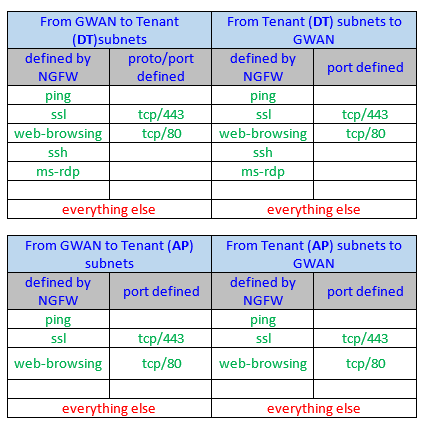 From GWAN to Tenant From Tenant (DT) subnets to
(DT)subnets GWAN
defined by proto/port defined by port defined
NGFW defined NGFW
ping ping
ssl tcp/443 ssl tcp/443
web-browsing tcp/80 web-browsing tcp/80
ssh ssh
ms-rdp ms-rdp
everything else everything else
From GWAN to Tenant (AP) From Tenant (AP) subnets to
subnets GWAN
defined by port defined defined by port defined
NGFW NGFW
ping ping
ssl tcp/443 ssl tcp/443
web-browsing tcp/80 web-browsing tcp/80
everything else everything else